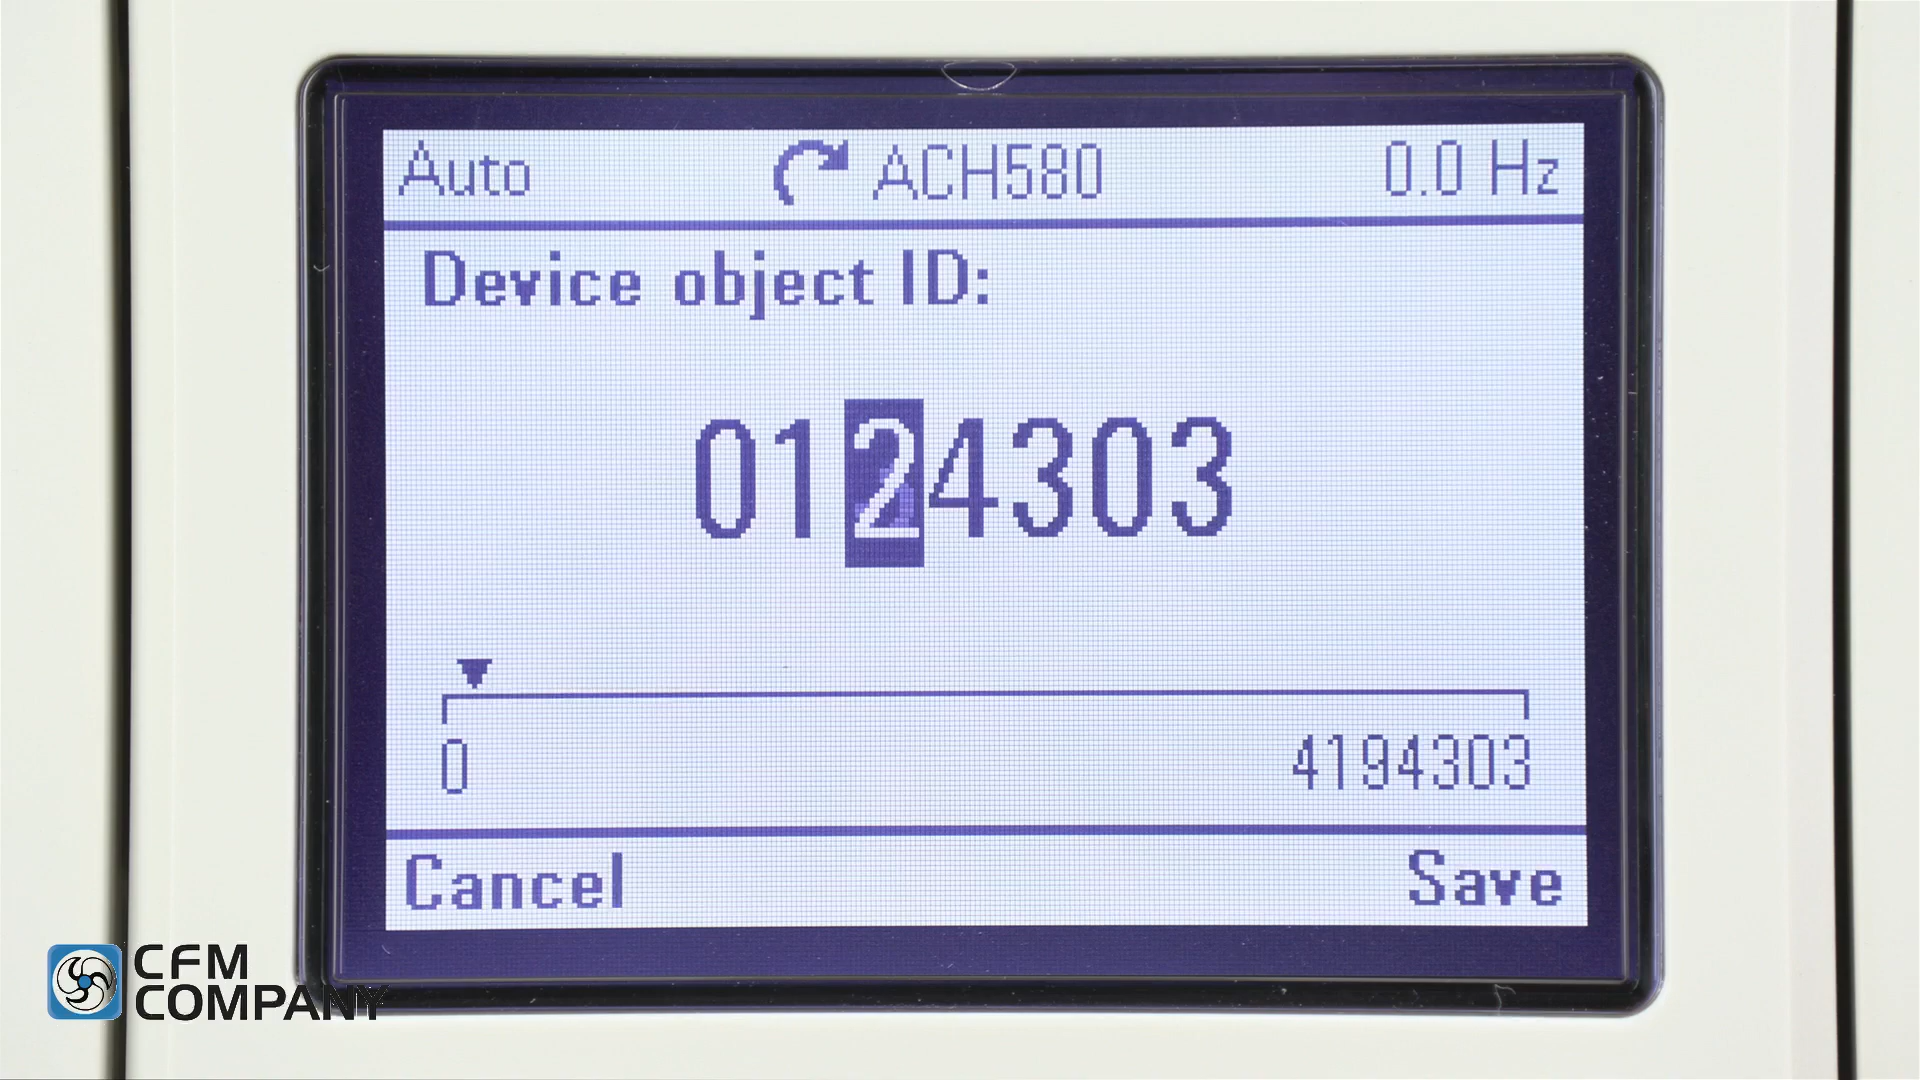 Auto ACH580 0.0 Hz
Device object ID:
0124303
0 4194303
Cancel Save
CFM
COMPANY